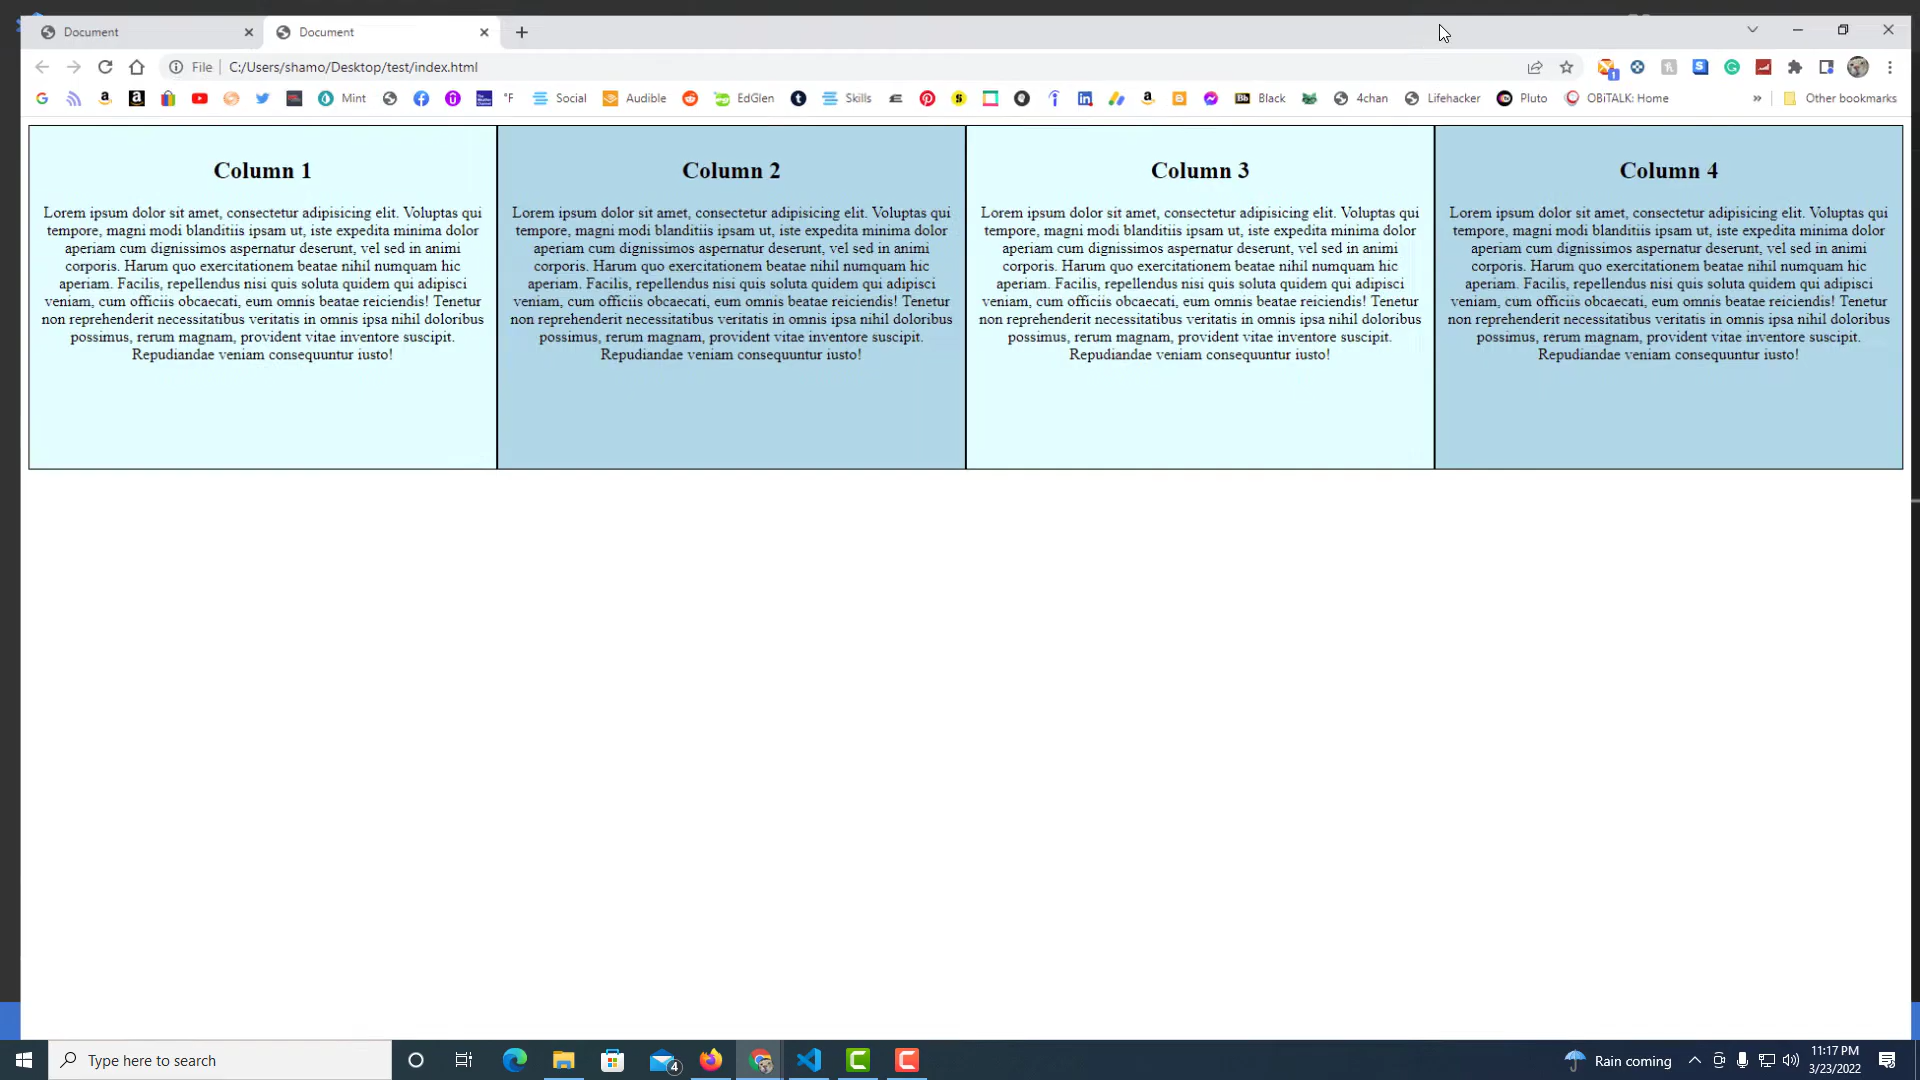 Document
Document
File
C:/Users/shamo/Desktop/test/index.html
1
Mint
°F
Social
Audible
EdGlen
Skills
Black
4chan
Lifehacker
Pluto
OBiTALK: Home
»
Other bookmarks
Column 1
Lorem ipsum dolor sit amet, consectetur adipisicing elit. Voluptas qui
tempore, magni modi blanditiis ipsam ut, iste expedita minima dolor
aperiam cum dignissimos aspernatur deserunt, vel sed in animi
corporis. Harum quo exercitationem beatae nihil numquam hic
aperiam. Facilis, repellendus nisi quis soluta quidem qui adipisci
veniam, cum officiis obcaecati, eum omnis beatae reiciendis! Tenetur
non reprehenderit necessitatibus veritatis in omnis ipsa nihil doloribus
possimus, rerum magnam, provident vitae inventore suscipit.
Repudiandae veniam consequuntur iusto!
Column 2
Lorem ipsum dolor sit amet, consectetur adipisicing elit. Voluptas qui
tempore, magni modi blanditiis ipsam ut, iste expedita minima dolor
aperiam cum dignissimos aspernatur deserunt, vel sed in animi
corporis. Harum quo exercitationem beatae nihil numquam hic
aperiam. Facilis, repellendus nisi quis soluta quidem qui adipisci
veniam, cum officiis obcaecati, eum omnis beatae reiciendis! Tenetur
non reprehenderit necessitatibus veritatis in omnis ipsa nihil doloribus
possimus, rerum magnam, provident vitae inventore suscipit.
Repudiandae veniam consequuntur iusto!
Column 3
Lorem ipsum dolor sit amet, consectetur adipisicing elit. Voluptas qui
tempore, magni modi blanditiis ipsam ut, iste expedita minima dolor
aperiam cum dignissimos aspernatur deserunt, vel sed in animi
corporis. Harum quo exercitationem beatae nihil numquam hic
aperiam. Facilis, repellendus nisi quis soluta quidem qui adipisci
veniam, cum officiis obcaecati, eum omnis beatae reiciendis! Tenetur
non reprehenderit necessitatibus veritatis in omnis ipsa nihil doloribus
possimus, rerum magnam, provident vitae inventore suscipit.
Repudiandae veniam consequuntur iusto!
Column 4
Lorem ipsum dolor sit amet, consectetur adipisicing elit. Voluptas qui
tempore, magni modi blanditiis ipsam ut, iste expedita minima dolor
aperiam cum dignissimos aspernatur deserunt, vel sed in animi
corporis. Harum quo exercitationem beatae nihil numquam hic
aperiam. Facilis, repellendus nisi quis soluta quidem qui adipisci
veniam, cum officiis obcaecati, eum omnis beatae reiciendis! Tenetur
non reprehenderit necessitatibus veritatis in omnis ipsa nihil doloribus
possimus, rerum magnam, provident vitae inventore suscipit.
Repudiandae veniam consequuntur iusto!
Type here to search
4
Rain coming
11:17 PM
3/23/2022